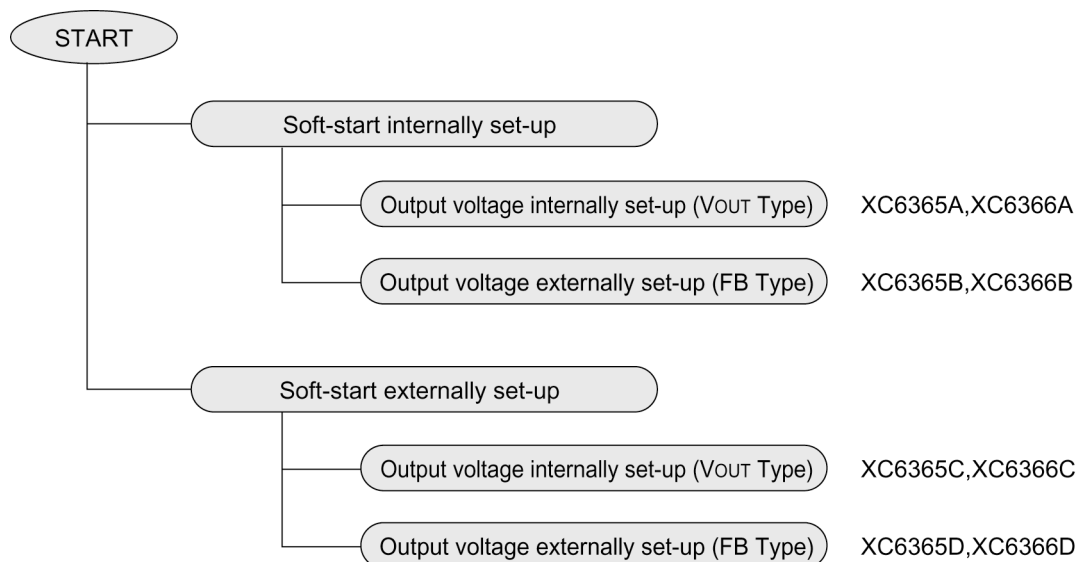 START
Soft-start internally set-up
Output voltage internally set-up (VOUT Type) XC6365A,XC6366A
Output voltage externally set-up (FB Type) XC6365B,XC6366B
Soft-start externally set-up
Output voltage internally set-up (VOUT Type) XC6365C,XC6366C
Output voltage externally set-up (FB Type) XC6365D,XC6366D